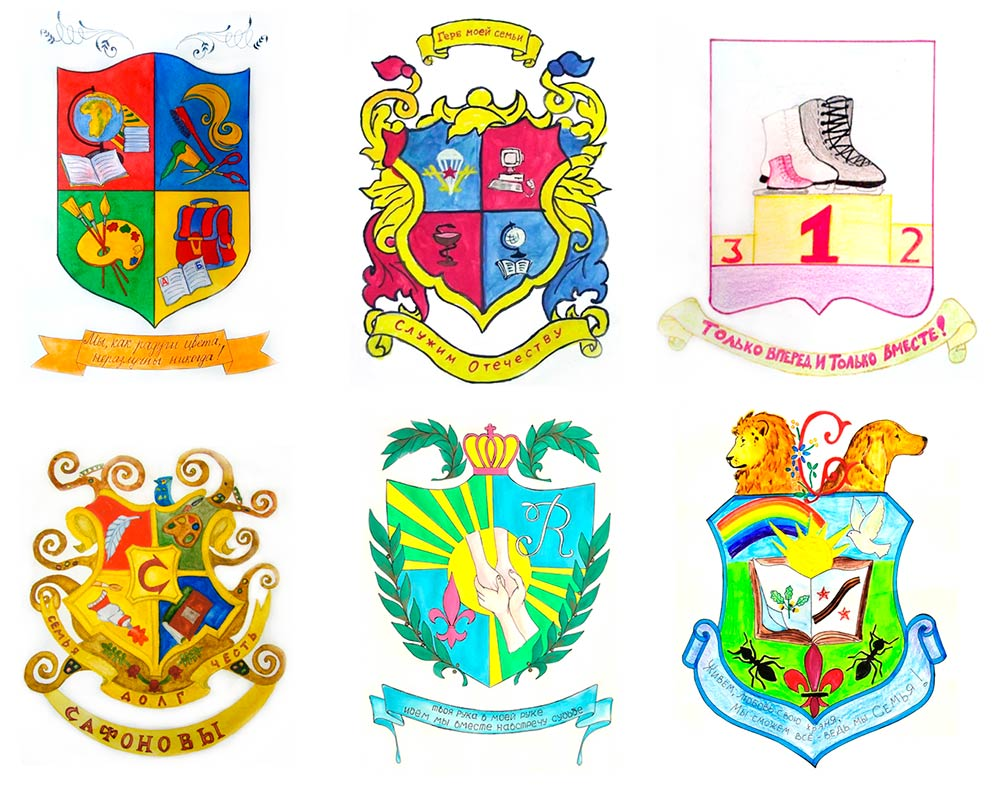 А
Б
Мы, как радуги цвета,
неразлучны никогда!
Герб моей семьи
Служим Отечеству
3 1 2
Только вперед и только вместе!
С
семья
долг
честь
Сафоновы
R
твоя рука в моей руке
идем мы вместе навстречу судьбе
Живем, любовь свою храня,
Мы сможем всё - ведь мы семья!